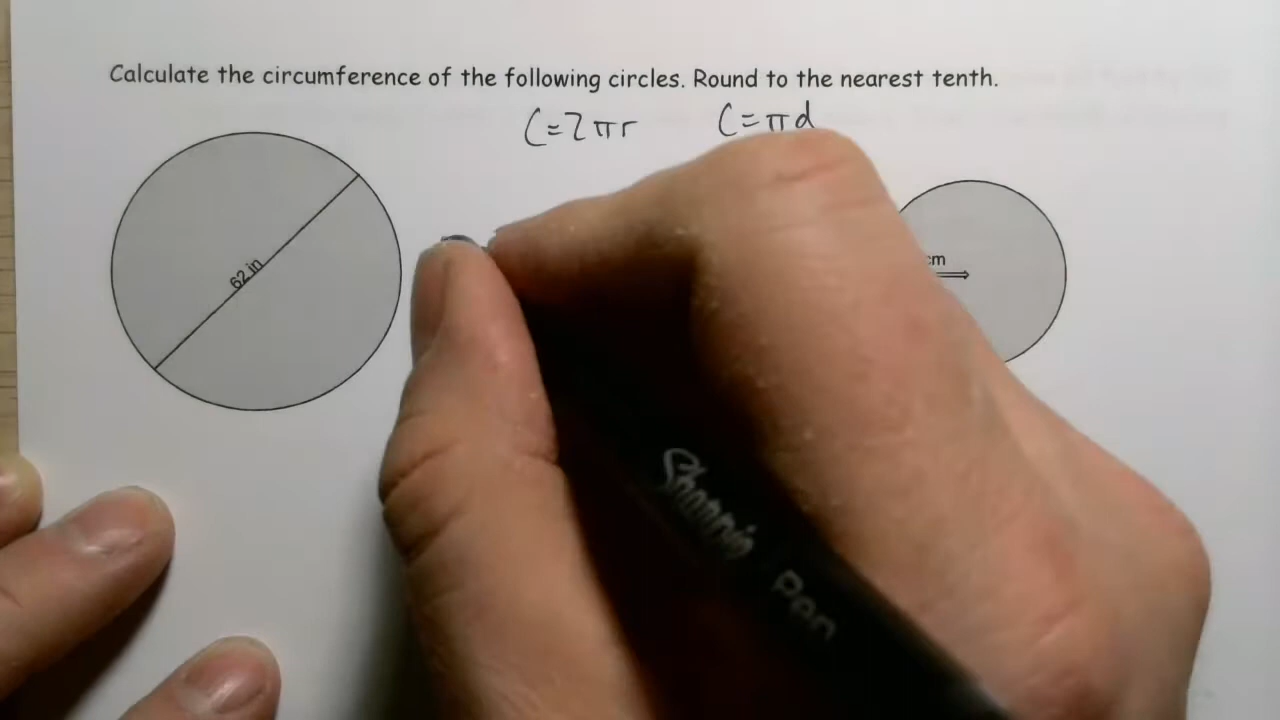 Calculate the circumference of the following circles. Round to the nearest tenth.
C=2πr C=πd
62 in
cm
Sharpie Pen